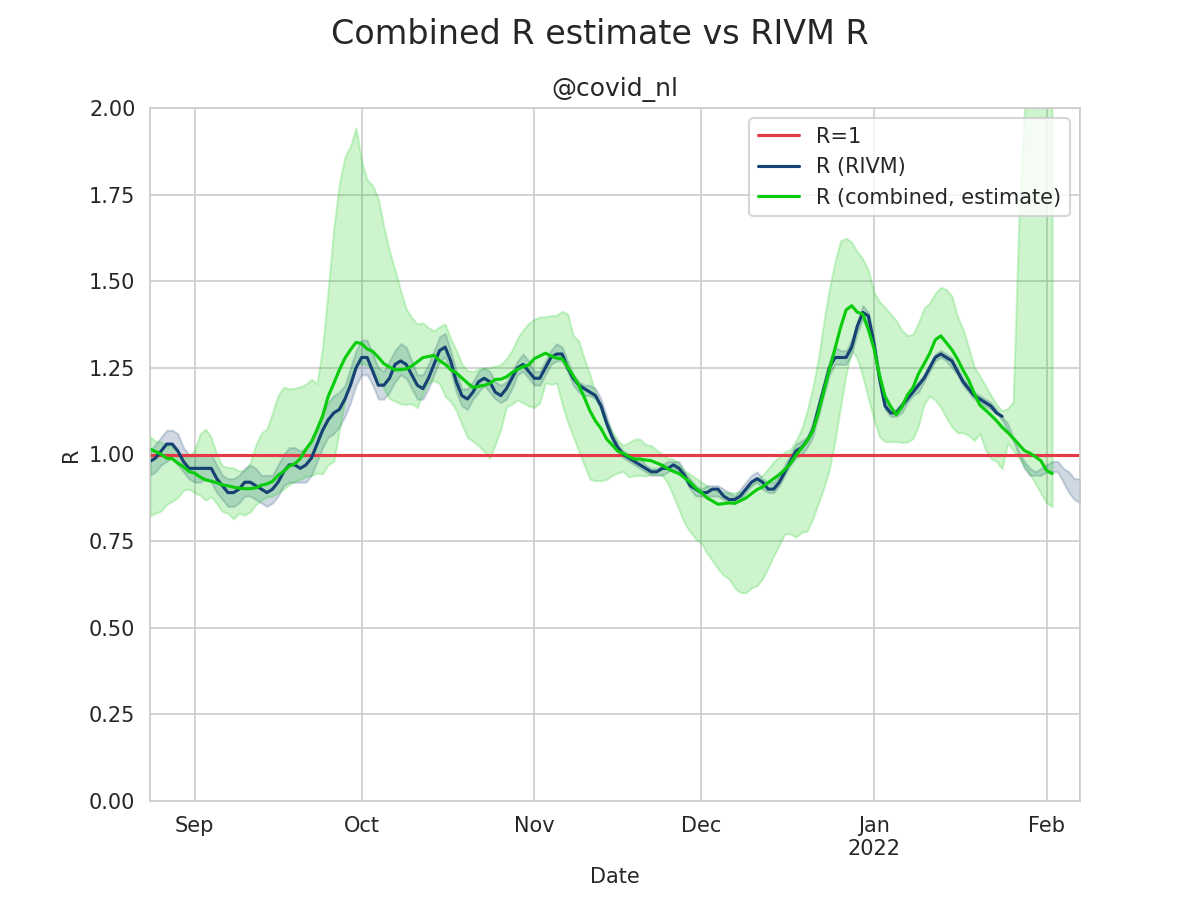 Combined R estimate vs RIVM R
@covid_nl
R=1
R (RIVM)
R (combined, estimate)
2.00
1.75
1.50
1.25
1.00
0.75
0.50
0.25
0.00
R
Sep
Oct
Nov
Dec
Jan
2022
Feb
Date